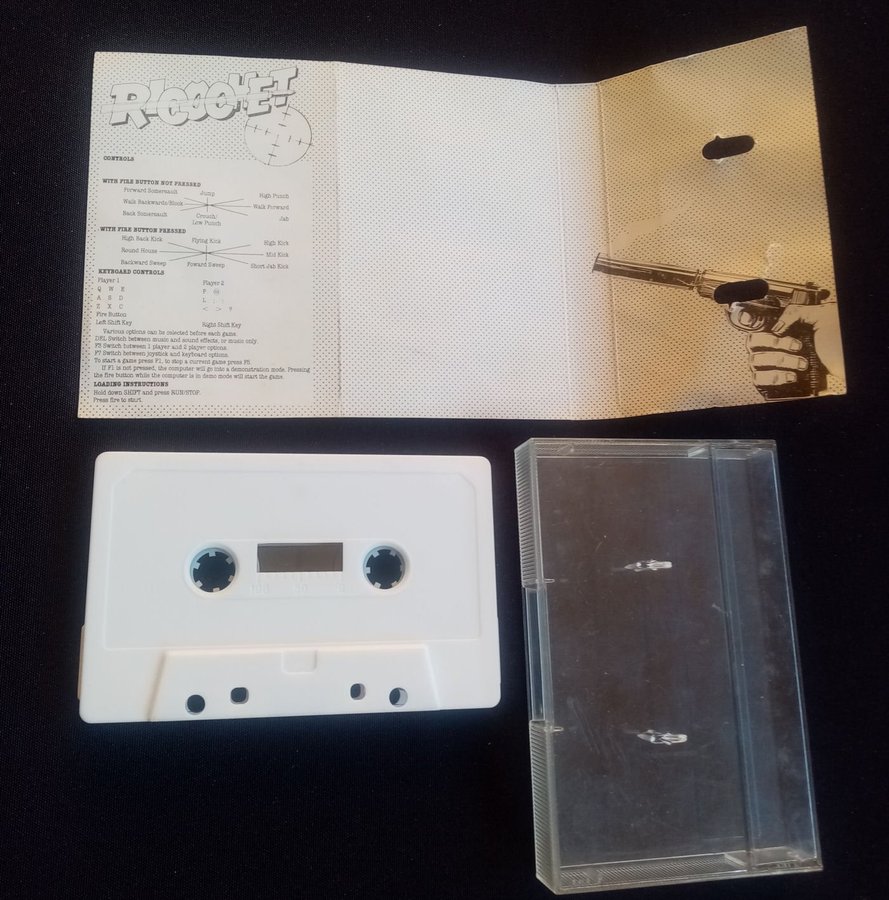 RICOCHET
CONTROLS
WITH FIRE BUTTON NOT PRESSED
Forward Somersault Jump High Punch
Walk Backwards/Block Walk Forward
Back Somersault Crouch/ Jab
Low Punch
WITH FIRE BUTTON PRESSED
High Back Kick Flying Kick High Kick
Round House Mid Kick
Backward Sweep Foward Sweep Short Jab Kick
KEYBOARD CONTROLS
Player 1 Player 2
Q W E P @
A S D L : ;
Z X C < > ?
Fire Button
Left Shift Key Right Shift Key
Various options can be celected before each game.
DEL Switch between music and sound effects, or music only.
F3 Switch between 1 player and 2 player options.
F7 Switch between joystick and keyboard options.
To start a game press F1, to stop a current game press F5.
If F1 is not pressed, the computer will go into a demonstration mode. Pressing
the fire button while the computer is in demo mode will start the game.
LOADING INSTRUCTIONS
Hold down SHIFT and press RUN/STOP.
Press fire to start.
100 50 0